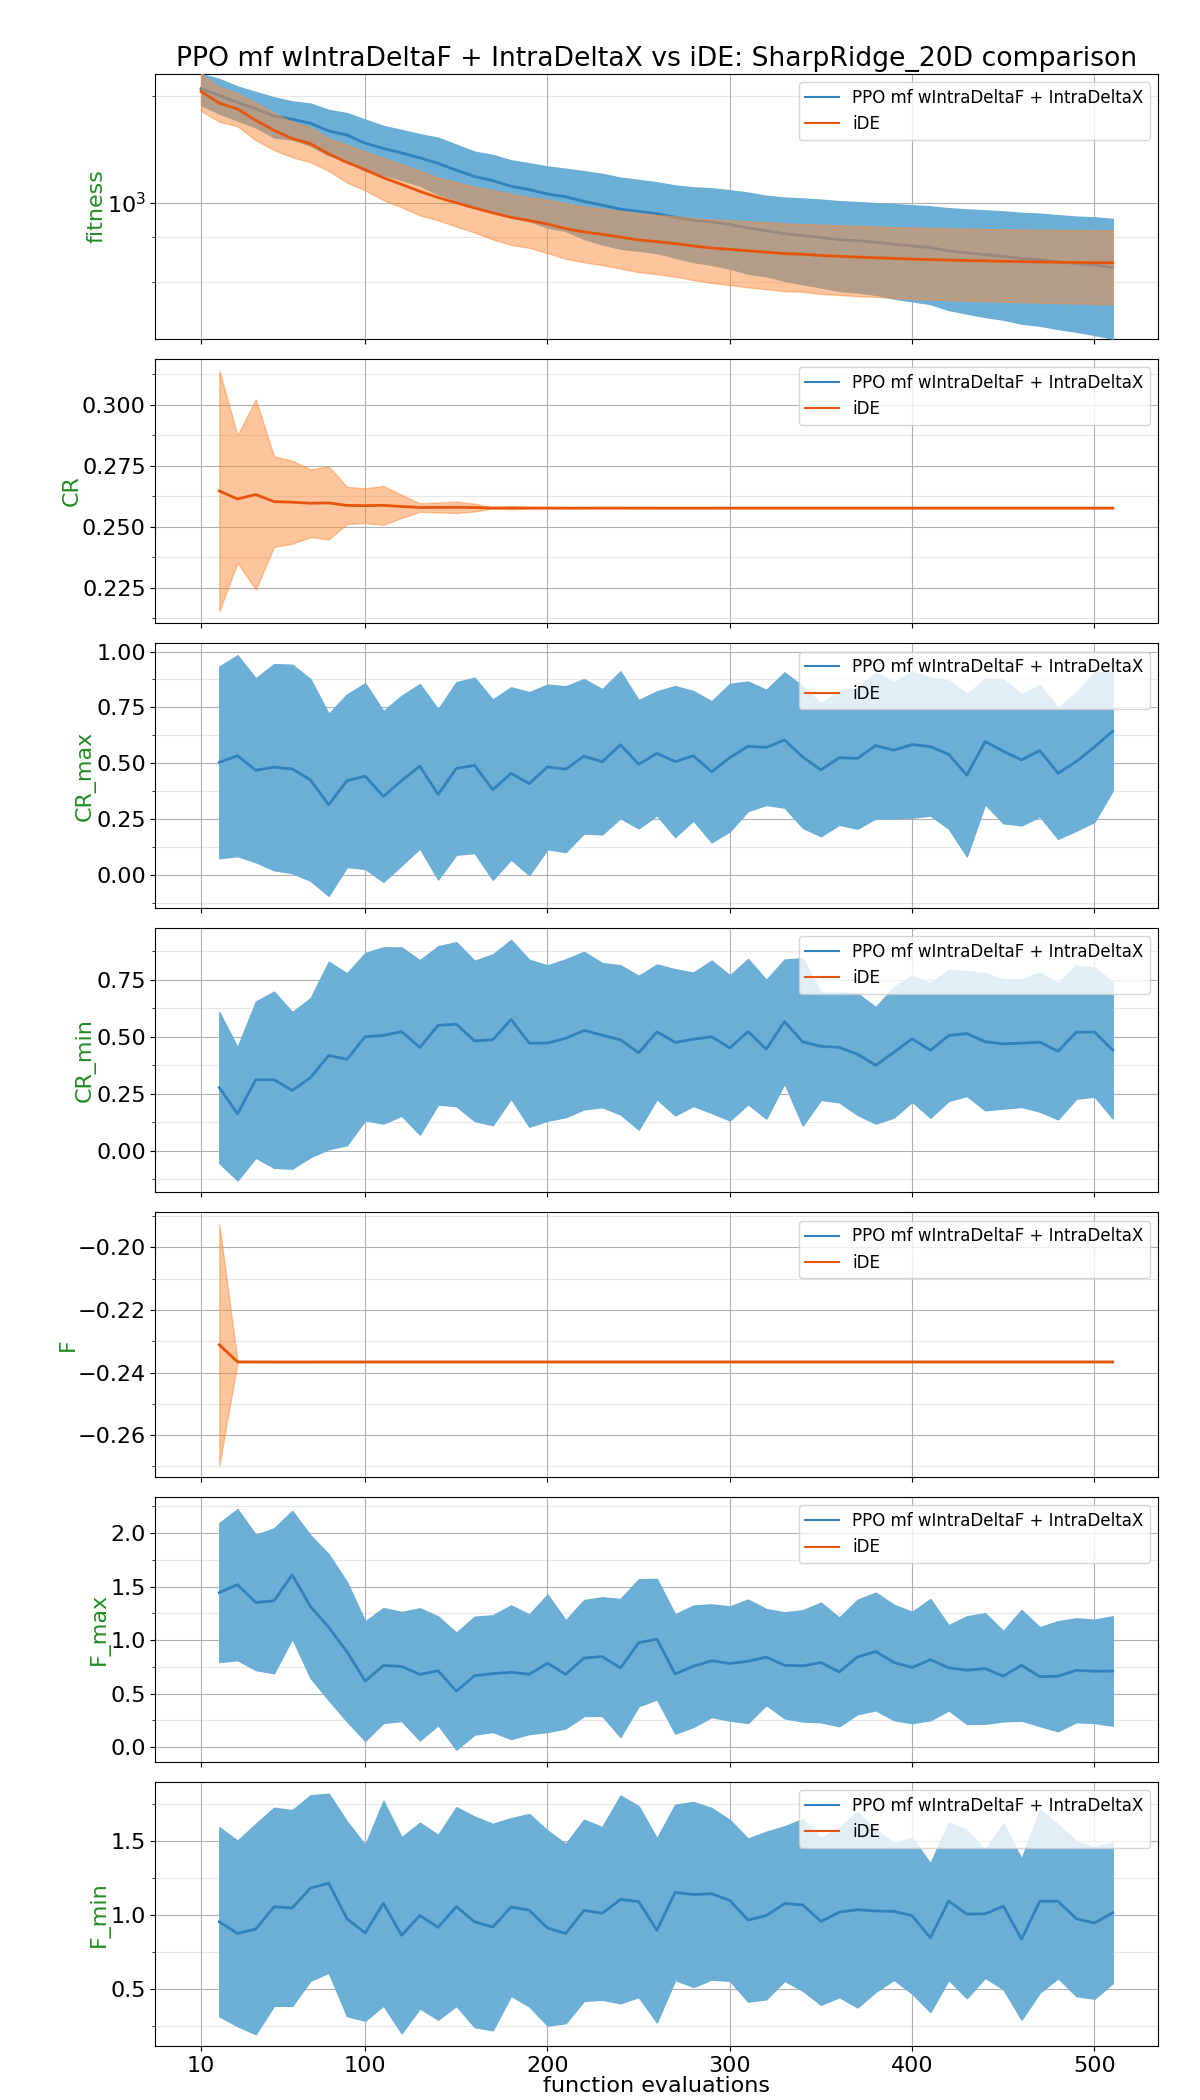 PPO mf wIntraDeltaF + IntraDeltaX vs iDE: SharpRidge_20D comparison
PPO mf wIntraDeltaF + IntraDeltaX
iDE
fitness
10³
PPO mf wIntraDeltaF + IntraDeltaX
iDE
0.300
0.275
0.250
0.225
CR
PPO mf wIntraDeltaF + IntraDeltaX
iDE
1.00
0.75
0.50
0.25
0.00
CR_max
PPO mf wIntraDeltaF + IntraDeltaX
iDE
0.75
0.50
0.25
0.00
CR_min
PPO mf wIntraDeltaF + IntraDeltaX
iDE
−0.20
−0.22
−0.24
−0.26
F
PPO mf wIntraDeltaF + IntraDeltaX
iDE
2.0
1.5
1.0
0.5
0.0
F_max
PPO mf wIntraDeltaF + IntraDeltaX
iDE
1.5
1.0
0.5
F_min
10 100 200 300 400 500
function evaluations